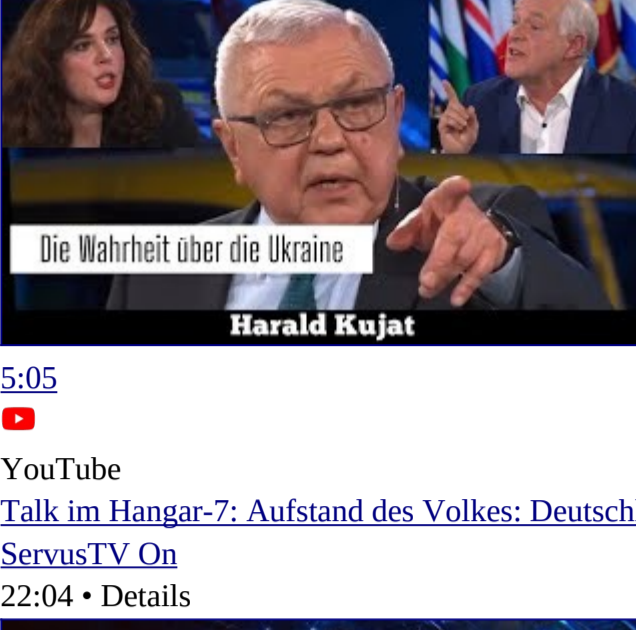 Die Wahrheit über die Ukraine
Harald Kujat
5:05
YouTube
Talk im Hangar-7: Aufstand des Volkes: Deutschl
ServusTV On
22:04 • Details